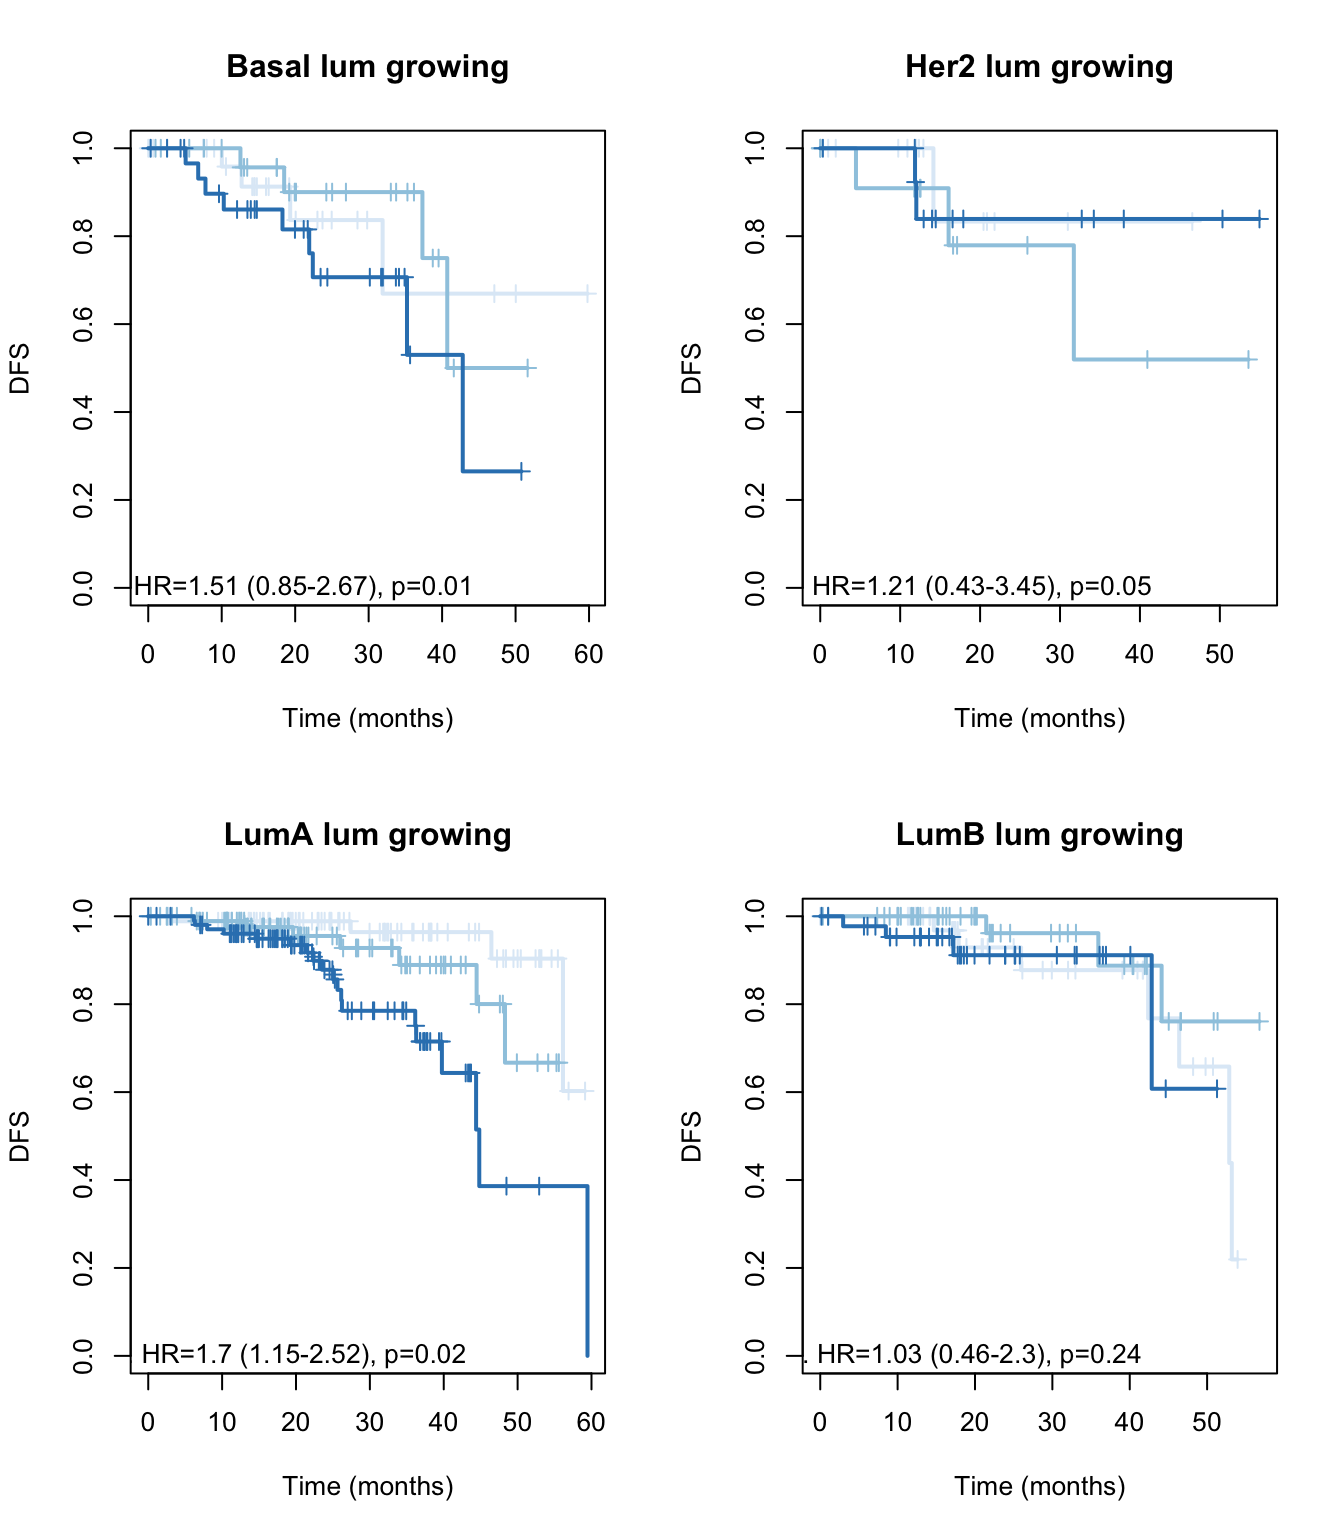 Basal lum growing
DFS
1.0
0.8
0.6
0.4
0.2
0.0
HR=1.51 (0.85-2.67), p=0.01
0 10 20 30 40 50 60
Time (months)
Her2 lum growing
DFS
1.0
0.8
0.6
0.4
0.2
0.0
HR=1.21 (0.43-3.45), p=0.05
0 10 20 30 40 50
Time (months)
LumA lum growing
DFS
1.0
0.8
0.6
0.4
0.2
0.0
HR=1.7 (1.15-2.52), p=0.02
0 10 20 30 40 50 60
Time (months)
LumB lum growing
DFS
1.0
0.8
0.6
0.4
0.2
0.0
. HR=1.03 (0.46-2.3), p=0.24
0 10 20 30 40 50
Time (months)